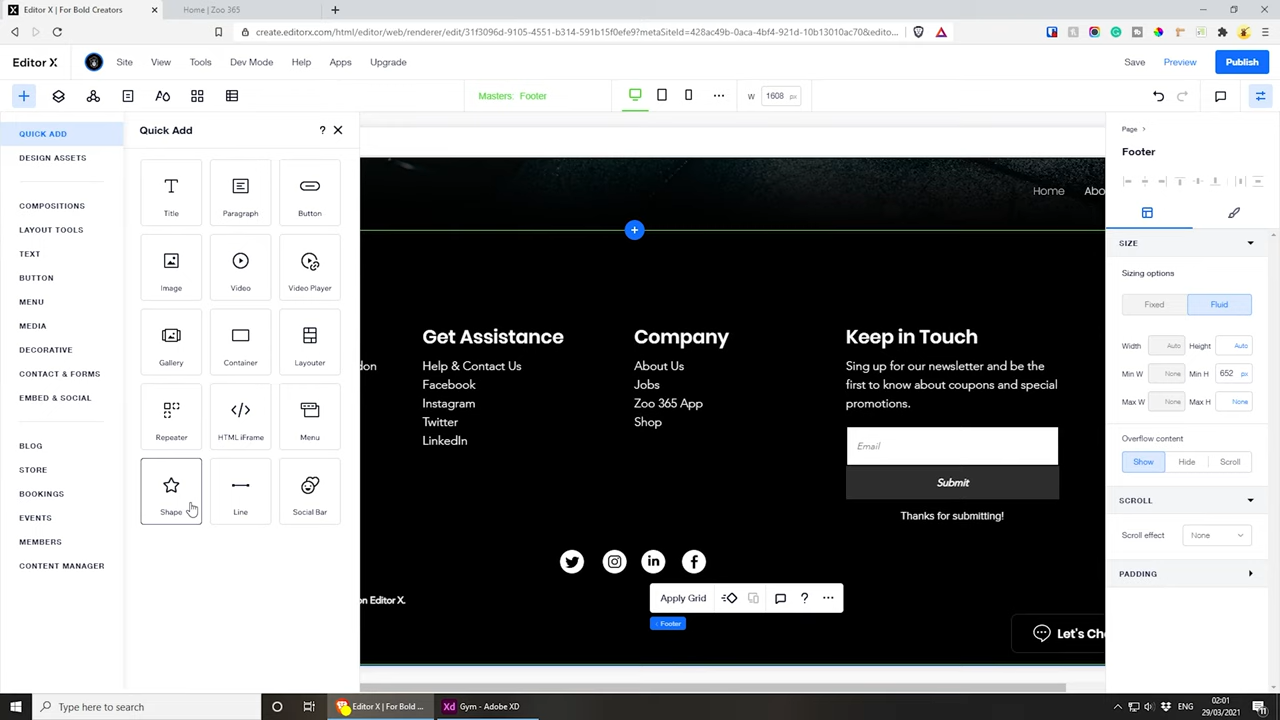 Editor X | For Bold Creators
Home | Zoo 365
create.editorx.com/html/editor/web/renderer/edit/31f3096d-9105-4551-b314-591b15f0efe9?metaSiteId=428ac49b-0aca-4bf4-921d-10b13010ac70&edito...
Editor X
Site
View
Tools
Dev Mode
Help
Apps
Upgrade
Save
Preview
Publish
Masters: Footer
W 1608 px
QUICK ADD
DESIGN ASSETS
COMPOSITIONS
LAYOUT TOOLS
TEXT
BUTTON
MENU
MEDIA
DECORATIVE
CONTACT & FORMS
EMBED & SOCIAL
BLOG
STORE
BOOKINGS
EVENTS
MEMBERS
CONTENT MANAGER
Quick Add
?
Title
Paragraph
Button
Image
Video
Video Player
Gallery
Container
Layouter
Repeater
HTML iFrame
Menu
Shape
Line
Social Bar
Home
Abo
don
Get Assistance
Help & Contact Us
Facebook
Instagram
Twitter
LinkedIn
Company
About Us
Jobs
Zoo 365 App
Shop
Keep in Touch
Sing up for our newsletter and be the
first to know about coupons and special
promotions.
Email
Submit
Thanks for submitting!
on Editor X.
Apply Grid
Footer
Let's Ch
Page
Footer
SIZE
Sizing options
Fixed
Fluid
Width Auto Height Auto
Min W None Min H 652 px
Max W None Max H None
Overflow content
Show
Hide
Scroll
SCROLL
Scroll effect
None
PADDING
Type here to search
Editor X | For Bold ...
Gym - Adobe XD
02:01
29/03/2021